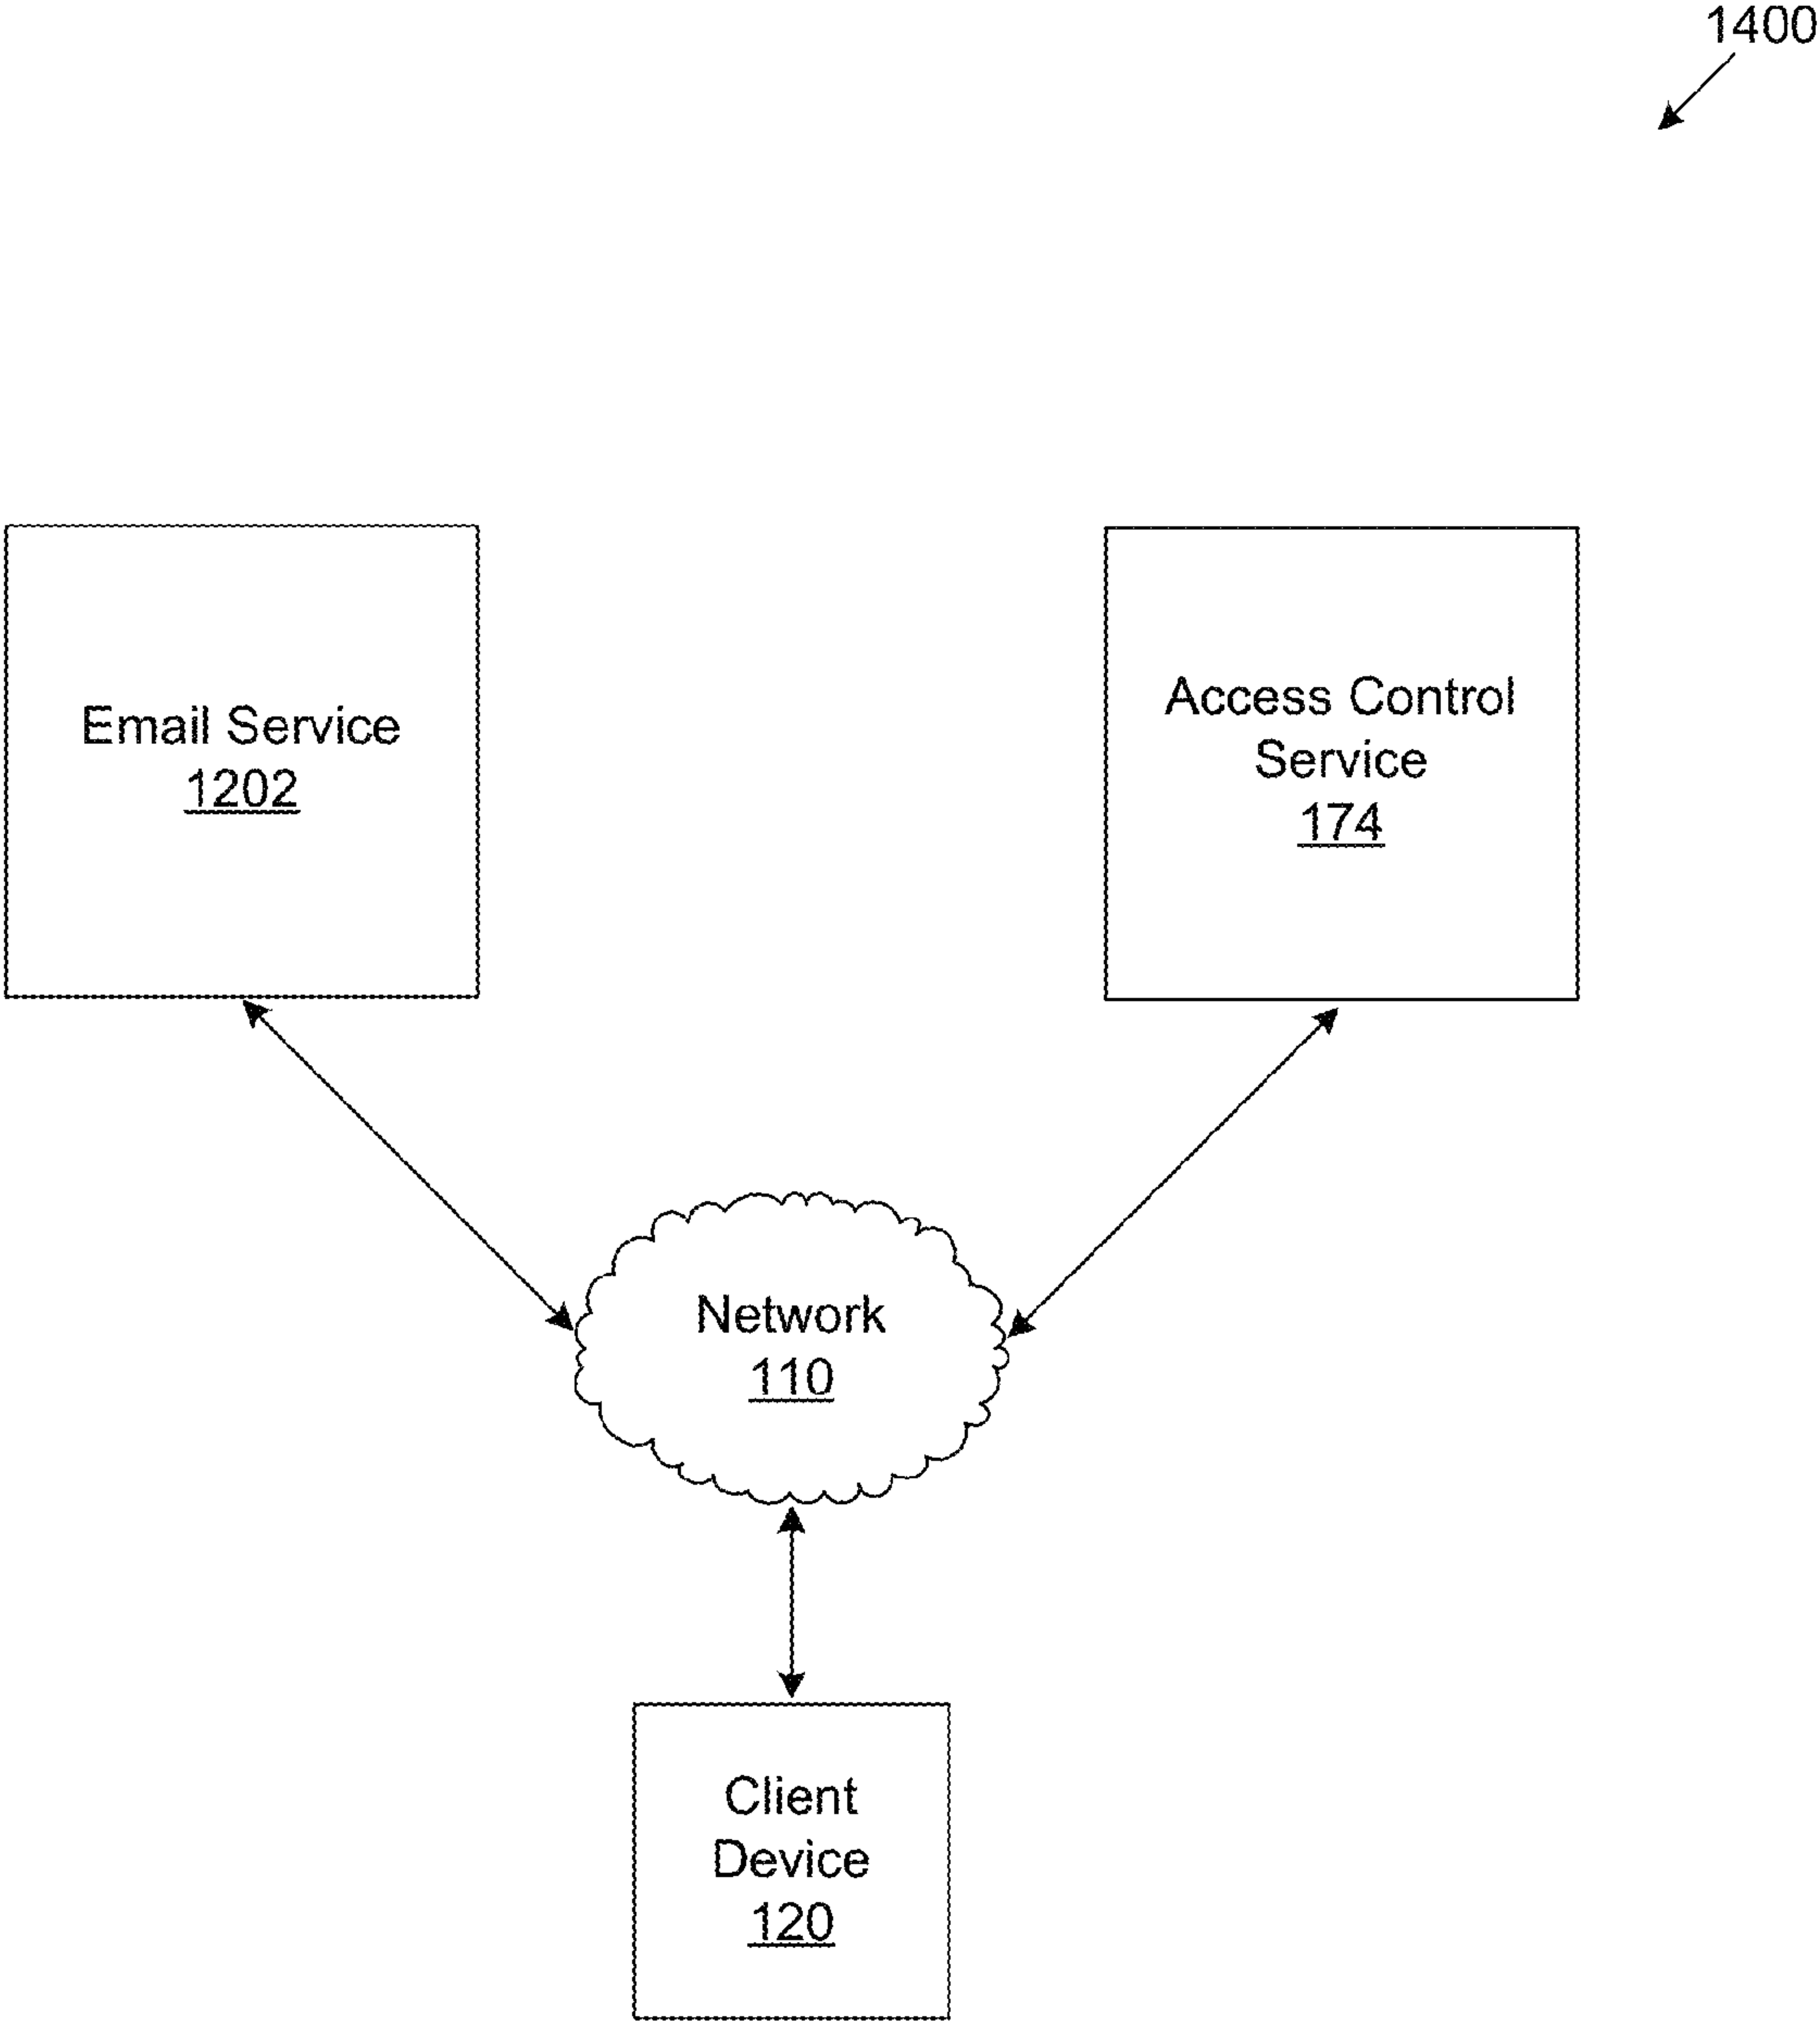 1400
Email Service
1202
Access Control
Service
174
Network
110
Client
Device
120